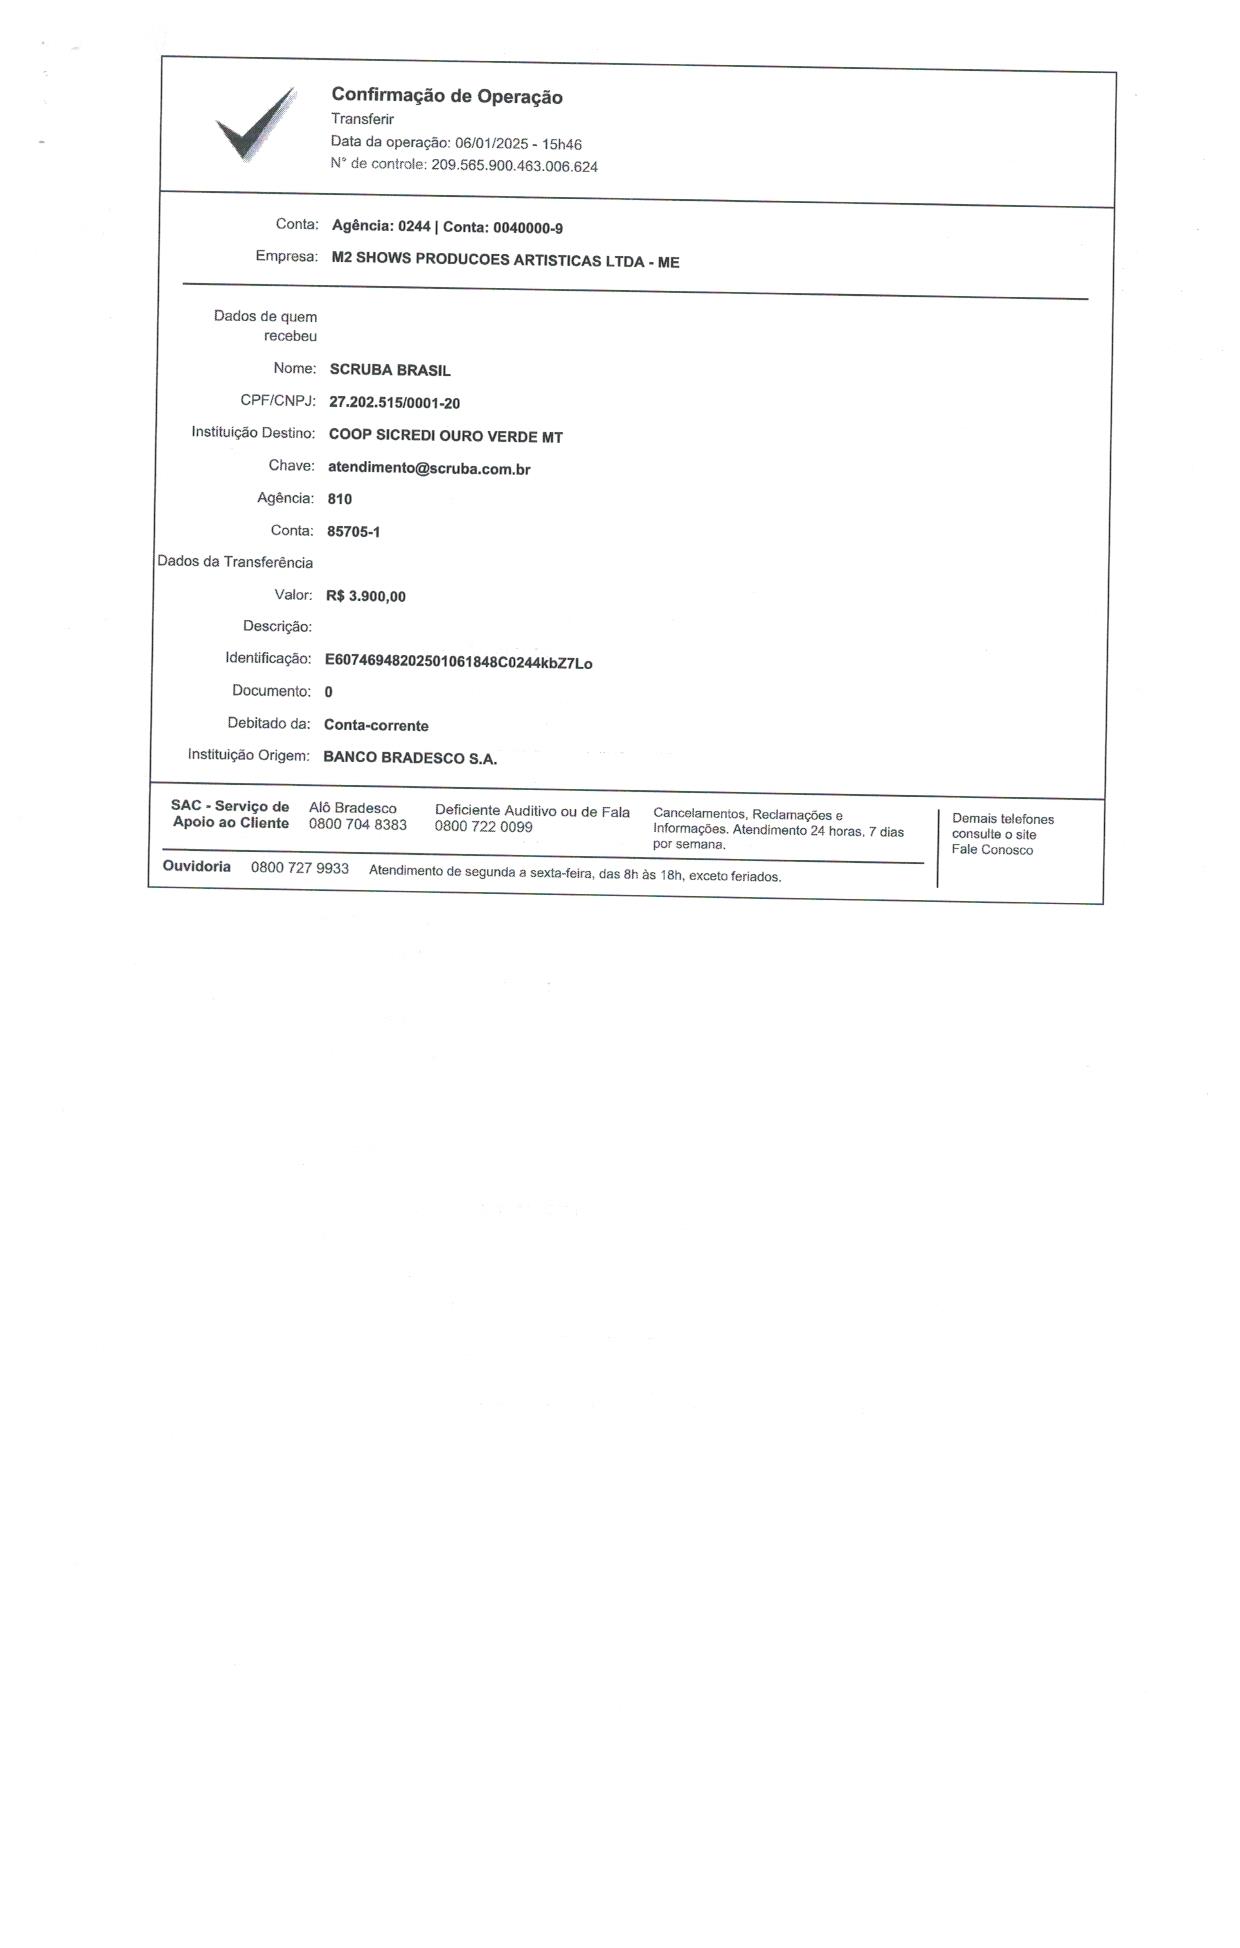 Confirmação de Operação
Transferir
Data da operação: 06/01/2025 - 15h46
N° de controle: 209.565.900.463.006.624
Conta: Agência: 0244 | Conta: 0040000-9
Empresa: M2 SHOWS PRODUCOES ARTISTICAS LTDA - ME
Dados de quem
recebeu
Nome: SCRUBA BRASIL
CPF/CNPJ: 27.202.515/0001-20
Instituição Destino: COOP SICREDI OURO VERDE MT
Chave: atendimento@scruba.com.br
Agência: 810
Conta: 85705-1
Dados da Transferência
Valor: R$ 3.900,00
Descrição:
Identificação: E60746948202501061848C0244kbZ7Lo
Documento: 0
Debitado da: Conta-corrente
Instituição Origem: BANCO BRADESCO S.A.
SAC - Serviço de
Apoio ao Cliente
Alô Bradesco
0800 704 8383
Deficiente Auditivo ou de Fala
0800 722 0099
Cancelamentos, Reclamações e
Informações. Atendimento 24 horas, 7 dias
por semana.
Demais telefones
consulte o site
Fale Conosco
Ouvidoria 0800 727 9933 Atendimento de segunda a sexta-feira, das 8h às 18h, exceto feriados.